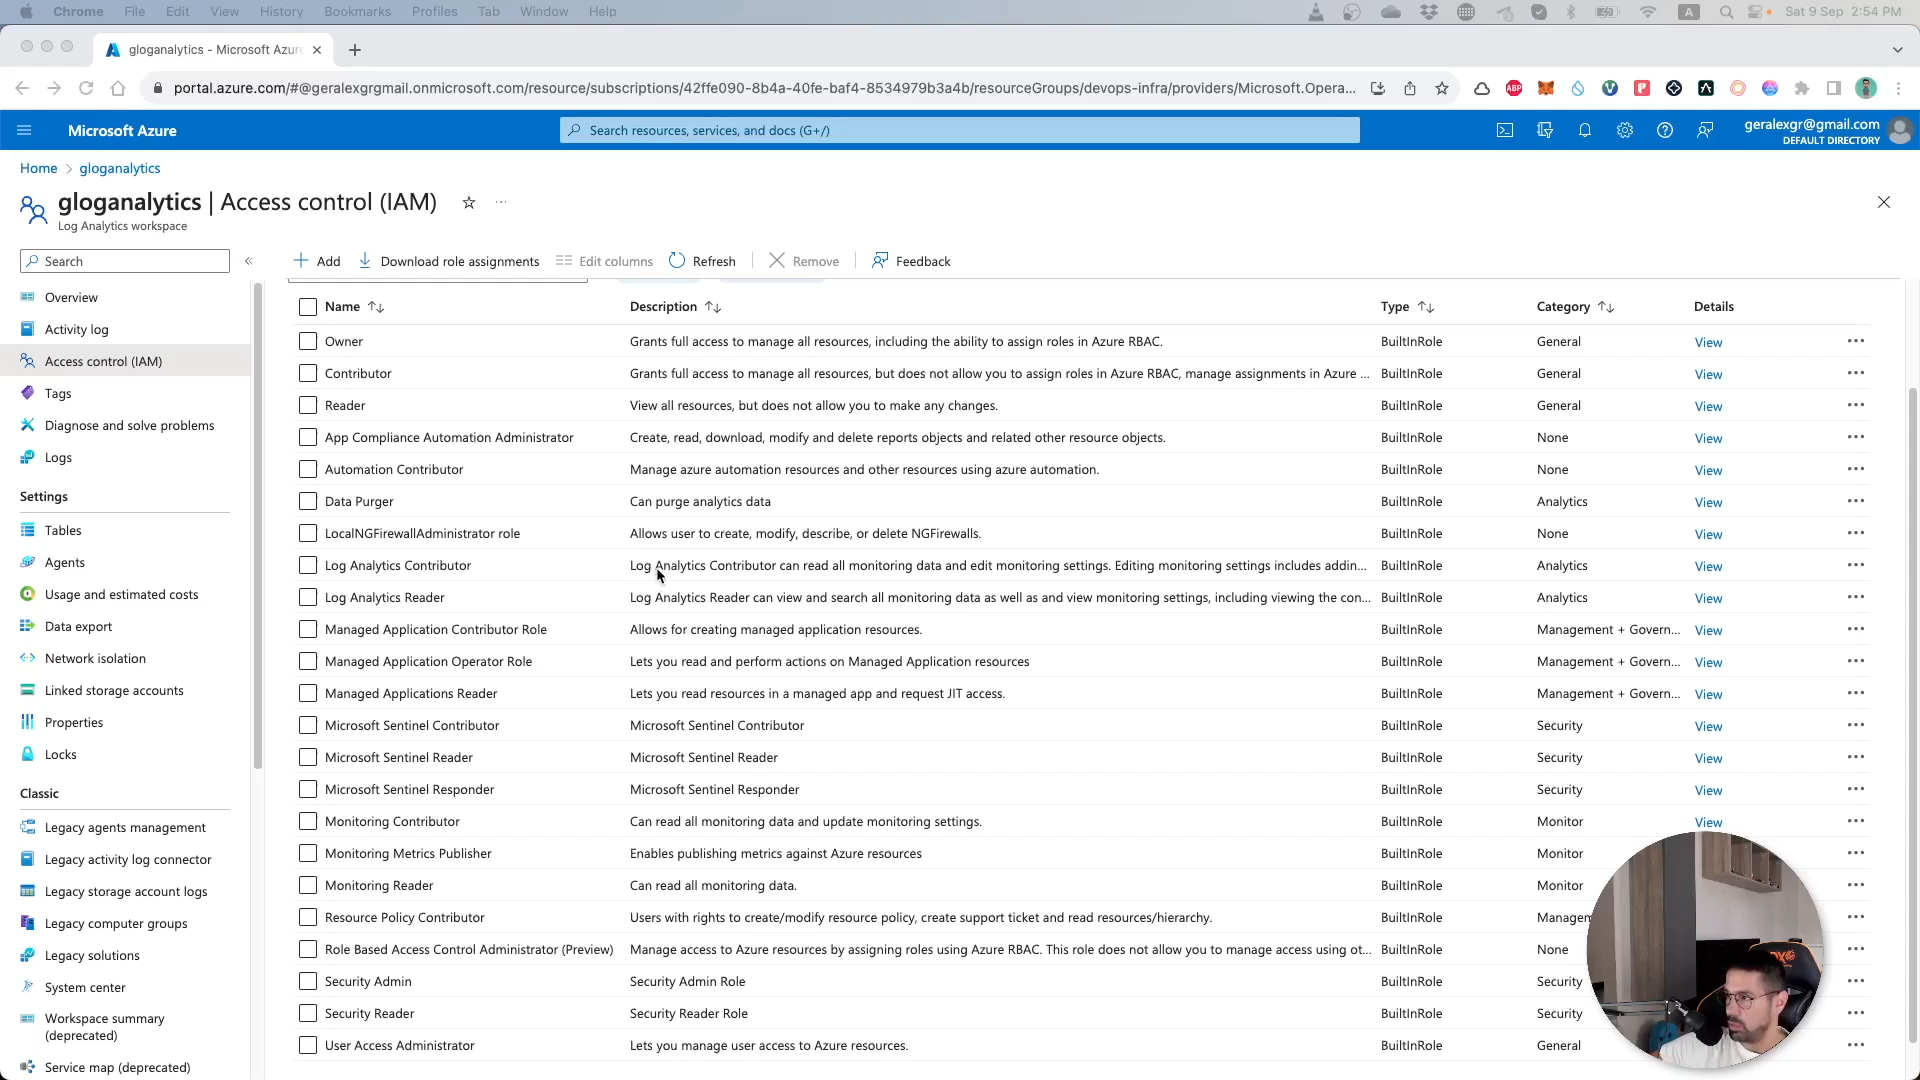 Chrome File Edit View History Bookmarks Profiles Tab Window Help A Sat 9 Sep 2:54 PM
gloganalytics - Microsoft Azure
portal.azure.com/#@geralexgrgmail.onmicrosoft.com/resource/subscriptions/42ffe090-8b4a-40fe-baf4-8534979b3a4b/resourceGroups/devops-infra/providers/Microsoft.Opera... ABP
Microsoft Azure Search resources, services, and docs (G+/) geralexgr@gmail.com
DEFAULT DIRECTORY
Home > gloganalytics
gloganalytics | Access control (IAM) ...
Log Analytics workspace
Search « Add Download role assignments Edit columns Refresh Remove Feedback
Name Description Type Category Details
Overview
Activity log
Access control (IAM)
Tags
Diagnose and solve problems
Logs
Settings
Tables
Agents
Usage and estimated costs
Data export
Network isolation
Linked storage accounts
Properties
Locks
Classic
Legacy agents management
Legacy activity log connector
Legacy storage account logs
Legacy computer groups
Legacy solutions
System center
Workspace summary
(deprecated)
Service map (deprecated)
Owner Grants full access to manage all resources, including the ability to assign roles in Azure RBAC. BuiltInRole General View
Contributor Grants full access to manage all resources, but does not allow you to assign roles in Azure RBAC, manage assignments in Azure ... BuiltInRole General View
Reader View all resources, but does not allow you to make any changes. BuiltInRole General View
App Compliance Automation Administrator Create, read, download, modify and delete reports objects and related other resource objects. BuiltInRole None View
Automation Contributor Manage azure automation resources and other resources using azure automation. BuiltInRole None View
Data Purger Can purge analytics data BuiltInRole Analytics View
LocalNGFirewallAdministrator role Allows user to create, modify, describe, or delete NGFirewalls. BuiltInRole None View
Log Analytics Contributor Log Analytics Contributor can read all monitoring data and edit monitoring settings. Editing monitoring settings includes addin... BuiltInRole Analytics View
Log Analytics Reader Log Analytics Reader can view and search all monitoring data as well as and view monitoring settings, including viewing the con... BuiltInRole Analytics View
Managed Application Contributor Role Allows for creating managed application resources. BuiltInRole Management + Govern... View
Managed Application Operator Role Lets you read and perform actions on Managed Application resources BuiltInRole Management + Govern... View
Managed Applications Reader Lets you read resources in a managed app and request JIT access. BuiltInRole Management + Govern... View
Microsoft Sentinel Contributor Microsoft Sentinel Contributor BuiltInRole Security View
Microsoft Sentinel Reader Microsoft Sentinel Reader BuiltInRole Security View
Microsoft Sentinel Responder Microsoft Sentinel Responder BuiltInRole Security View
Monitoring Contributor Can read all monitoring data and update monitoring settings. BuiltInRole Monitor View
Monitoring Metrics Publisher Enables publishing metrics against Azure resources BuiltInRole Monitor
Monitoring Reader Can read all monitoring data. BuiltInRole Monitor
Resource Policy Contributor Users with rights to create/modify resource policy, create support ticket and read resources/hierarchy. BuiltInRole Managen
Role Based Access Control Administrator (Preview) Manage access to Azure resources by assigning roles using Azure RBAC. This role does not allow you to manage access using ot... BuiltInRole None
Security Admin Security Admin Role BuiltInRole Security
Security Reader Security Reader Role BuiltInRole Security
User Access Administrator Lets you manage user access to Azure resources. BuiltInRole General